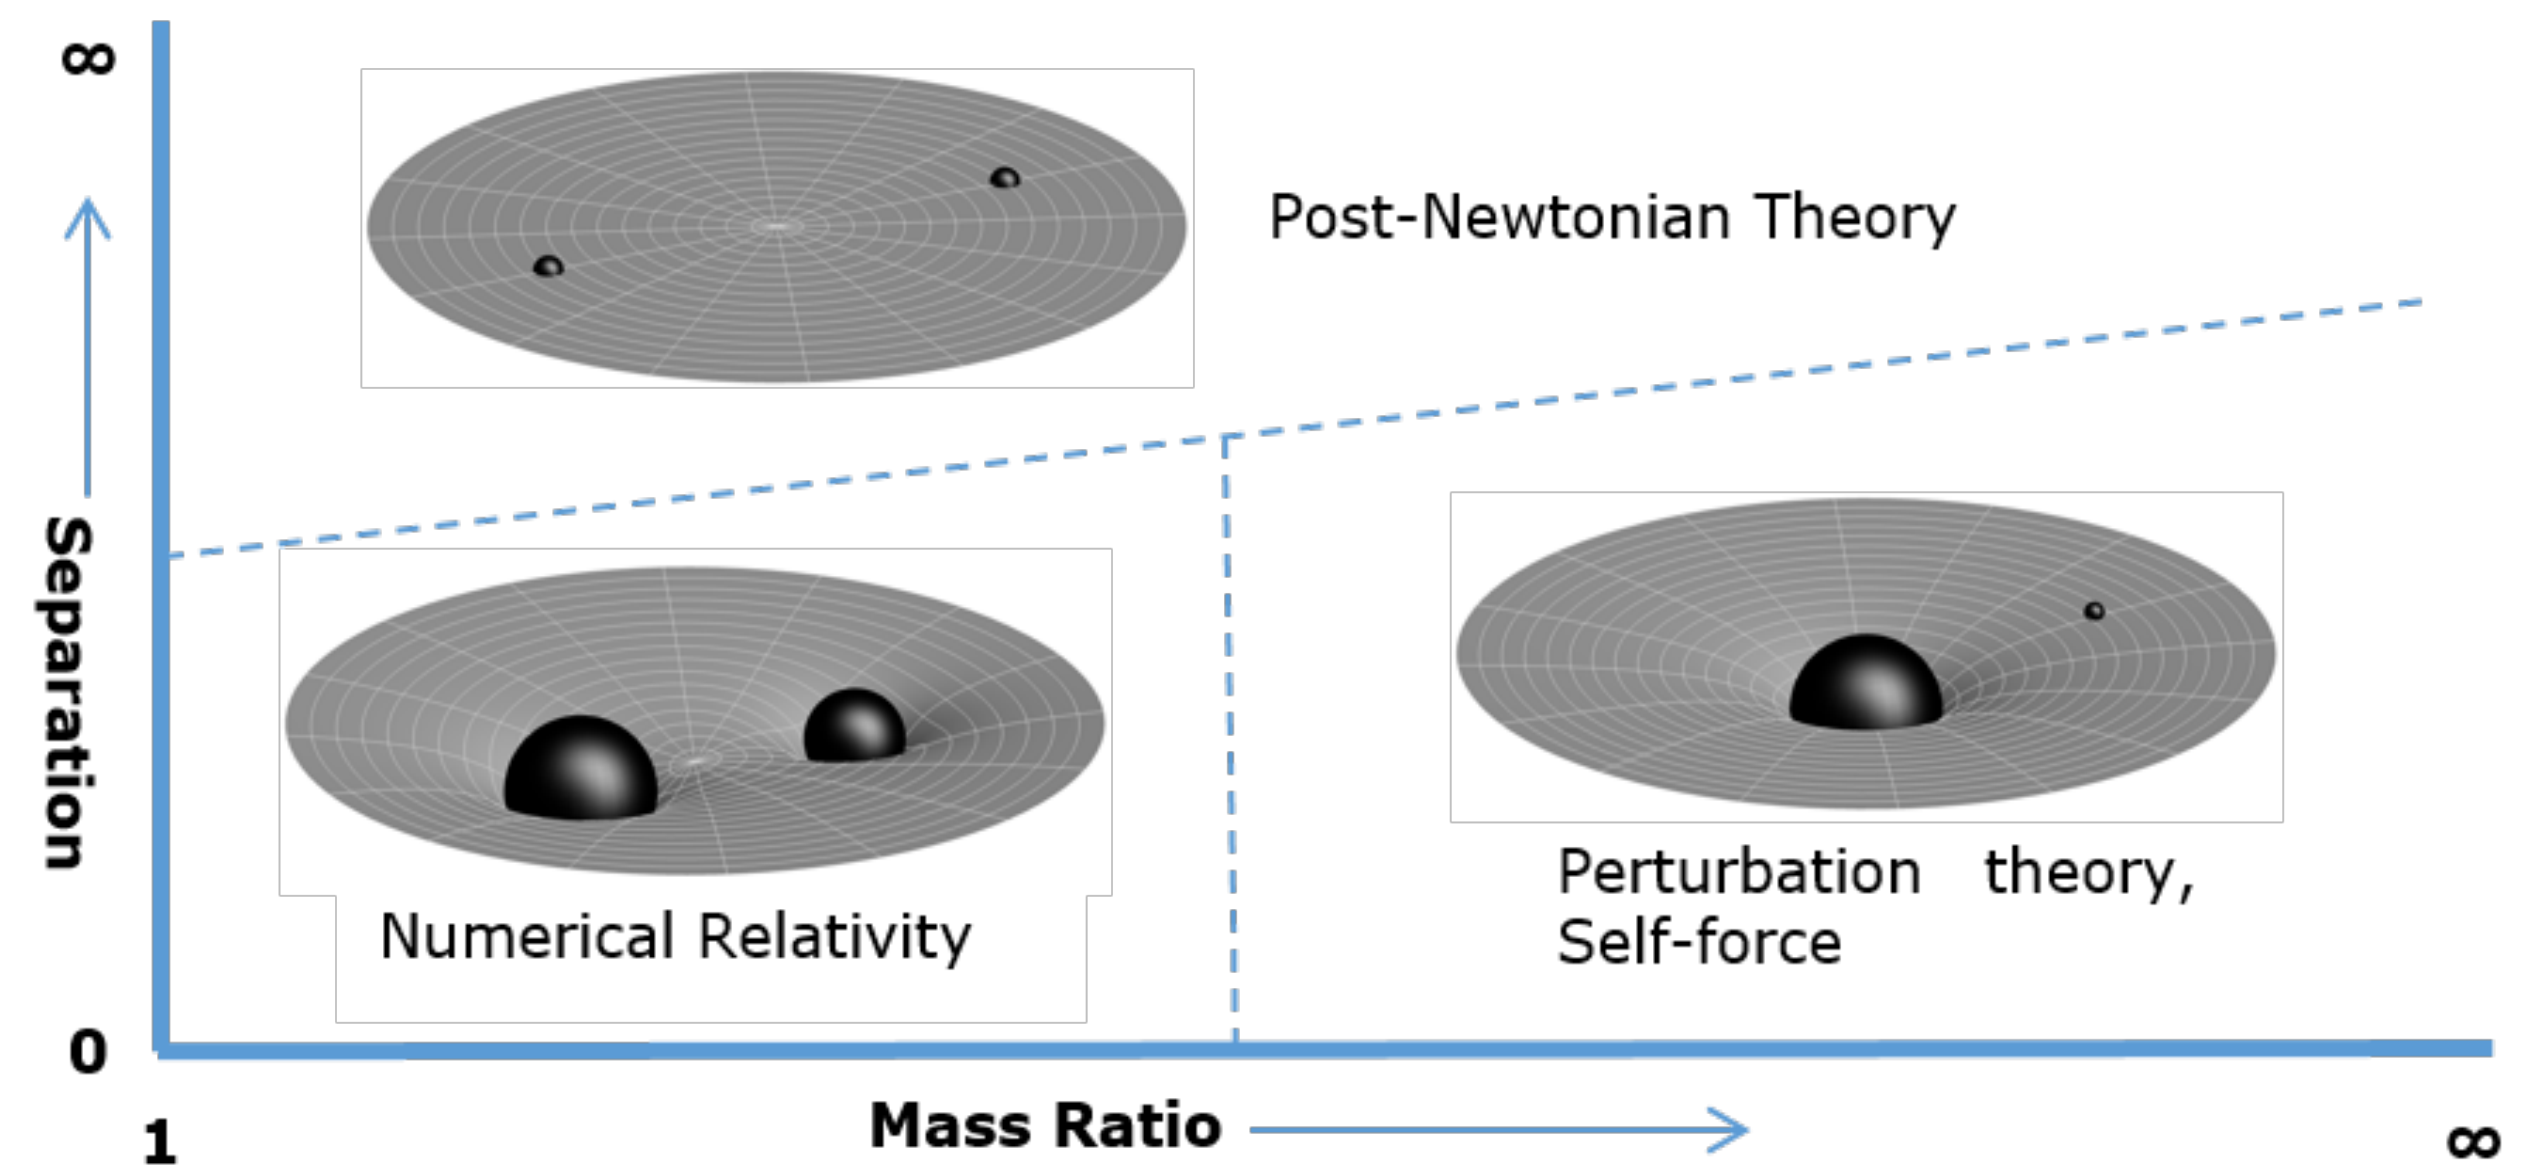 ∞
Post-Newtonian Theory
Separation
Numerical Relativity
Perturbation theory,
Self-force
0
1
Mass Ratio
∞